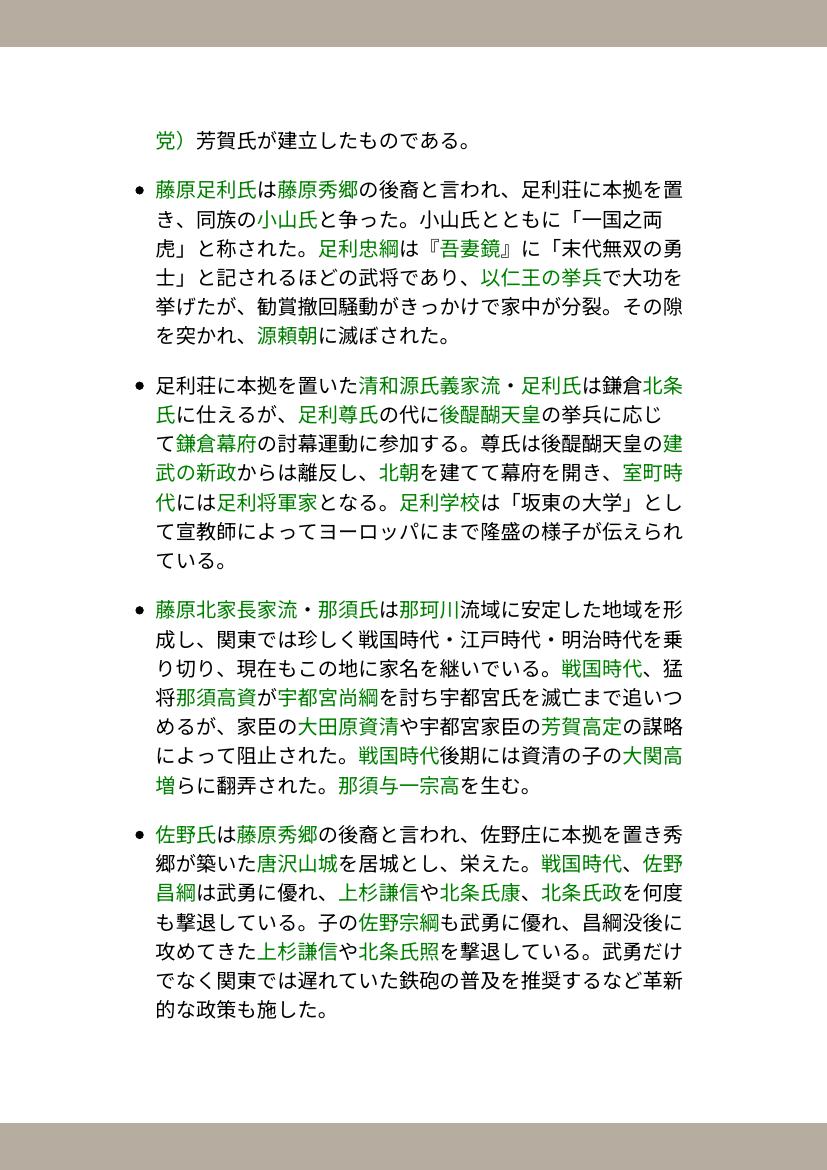 党）芳賀氏が建立したものである。
● 藤原足利氏は藤原秀郷の後裔と言われ、足利荘に本拠を置
き、同族の小山氏と争った。小山氏とともに「一国之両
虎」と称された。足利忠綱は『吾妻鏡』に「末代無双の勇
士」と記されるほどの武将であり、以仁王の挙兵で大功を
挙げたが、勧賞撤回騒動がきっかけで家中が分裂。その隙
を突かれ、源頼朝に滅ぼされた。
● 足利荘に本拠を置いた清和源氏義家流・足利氏は鎌倉北条
氏に仕えるが、足利尊氏の代に後醍醐天皇の挙兵に応じ
て鎌倉幕府の討幕運動に参加する。尊氏は後醍醐天皇の建
武の新政からは離反し、北朝を建てて幕府を開き、室町時
代には足利将軍家となる。足利学校は「坂東の大学」とし
て宣教師によってヨーロッパにまで隆盛の様子が伝えられ
ている。
● 藤原北家長家流・那須氏は那珂川流域に安定した地域を形
成し、関東では珍しく戦国時代・江戸時代・明治時代を乗
り切り、現在もこの地に家名を継いでいる。戦国時代、猛
将那須高資が宇都宮尚綱を討ち宇都宮氏を滅亡まで追いつ
めるが、家臣の大田原資清や宇都宮家臣の芳賀高定の謀略
によって阻止された。戦国時代後期には資清の子の大関高
増らに翻弄された。那須与一宗高を生む。
● 佐野氏は藤原秀郷の後裔と言われ、佐野庄に本拠を置き秀
郷が築いた唐沢山城を居城とし、栄えた。戦国時代、佐野
昌綱は武勇に優れ、上杉謙信や北条氏康、北条氏政を何度
も撃退している。子の佐野宗綱も武勇に優れ、昌綱没後に
攻めてきた上杉謙信や北条氏照を撃退している。武勇だけ
でなく関東では遅れていた鉄砲の普及を推奨するなど革新
的な政策も施した。